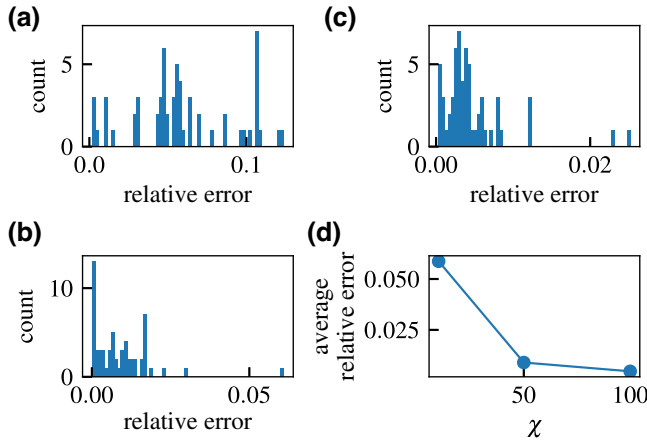 (a)
count
5
0
0.0
0.1
relative error
(c)
count
5
0
0.00
0.02
relative error
(b)
count
10
0
0.00
0.05
relative error
(d)
average
relative error
0.050
0.025
50
100
χ